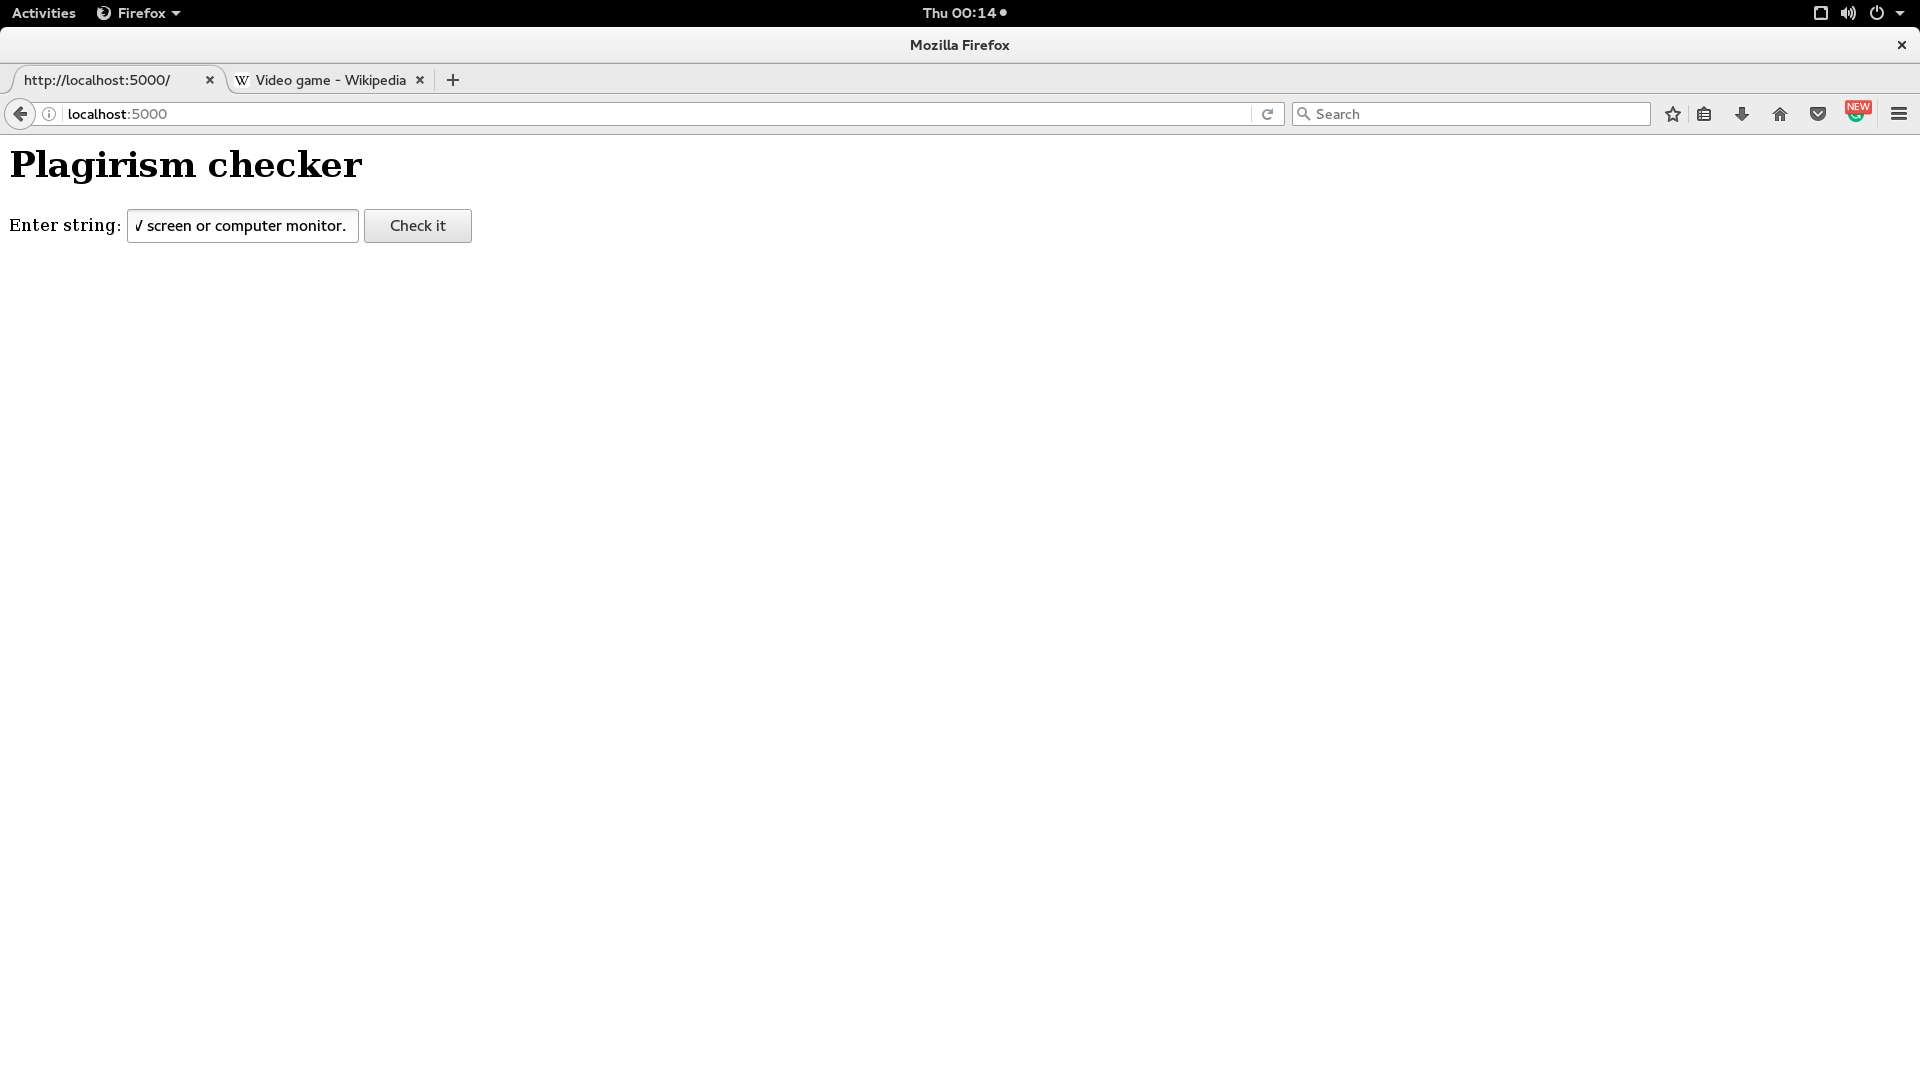 Activities Firefox Thu 00:14
Mozilla Firefox
http://localhost:5000/ W Video game - Wikipedia
localhost:5000 Search NEW
Plagirism checker
Enter string: screen or computer monitor. Check it